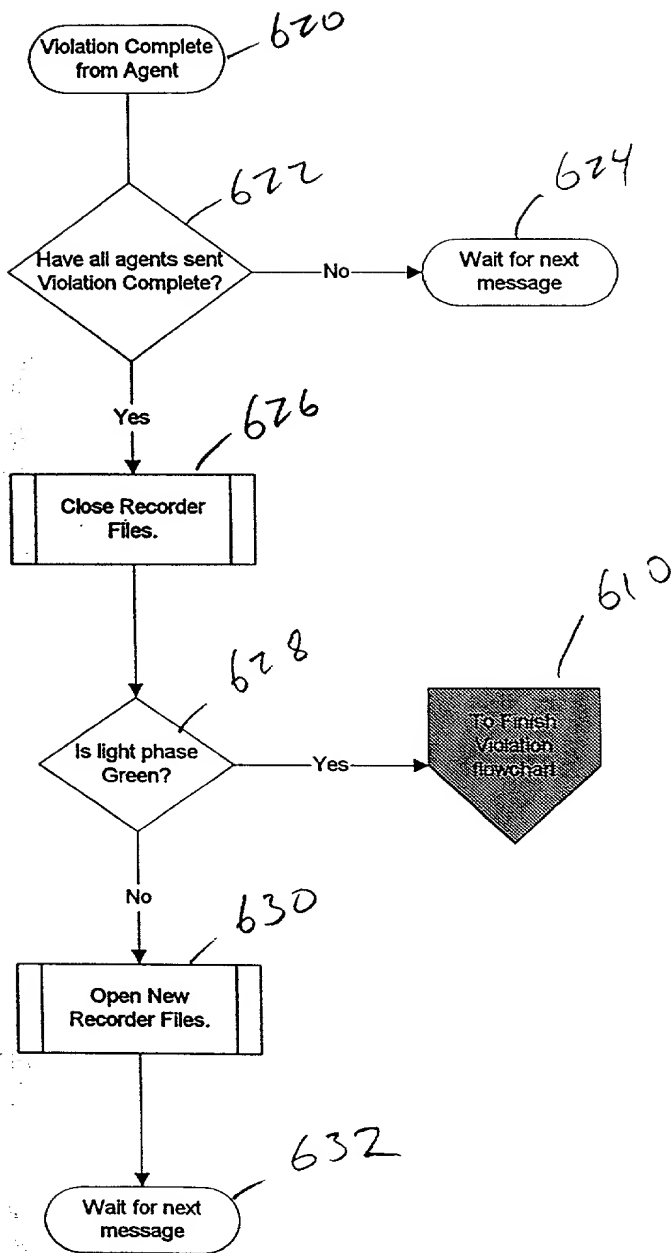 Violation Complete
from Agent
620
622
Have all agents sent
Violation Complete?
No
624
Wait for next
message
Yes
626
Close Recorder
Files.
628
Is light phase
Green?
Yes
610
To Finish
Violation
flowchart
No
630
Open New
Recorder Files.
632
Wait for next
message